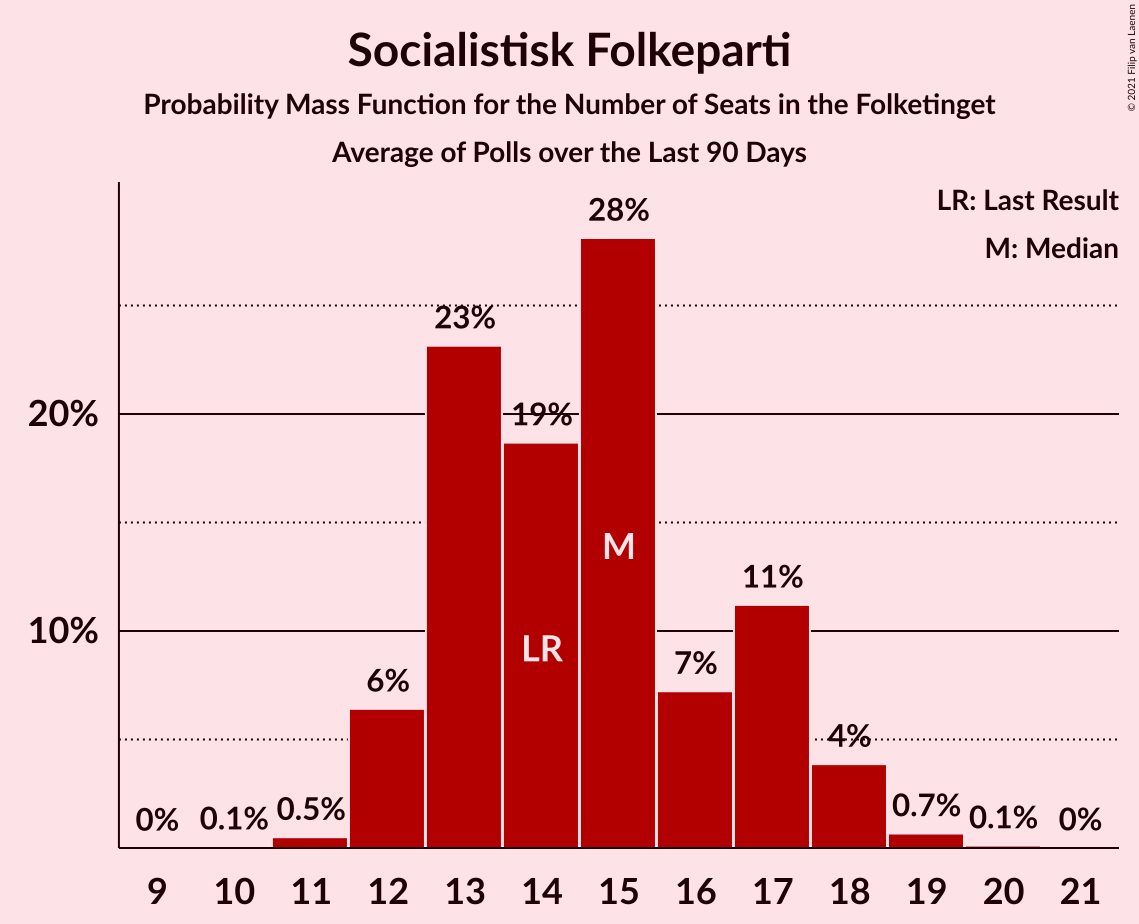 Socialistisk Folkeparti
Probability Mass Function for the Number of Seats in the Folketinget
Average of Polls over the Last 90 Days
© 2021 Filip van Laenen
LR: Last Result
M: Median
28%
23%
20%
19%
M
11%
10%
LR
7%
6%
4%
0%
0.1%
0.5%
0.7%
0.1%
0%
9 10 11 12 13 14 15 16 17 18 19 20 21